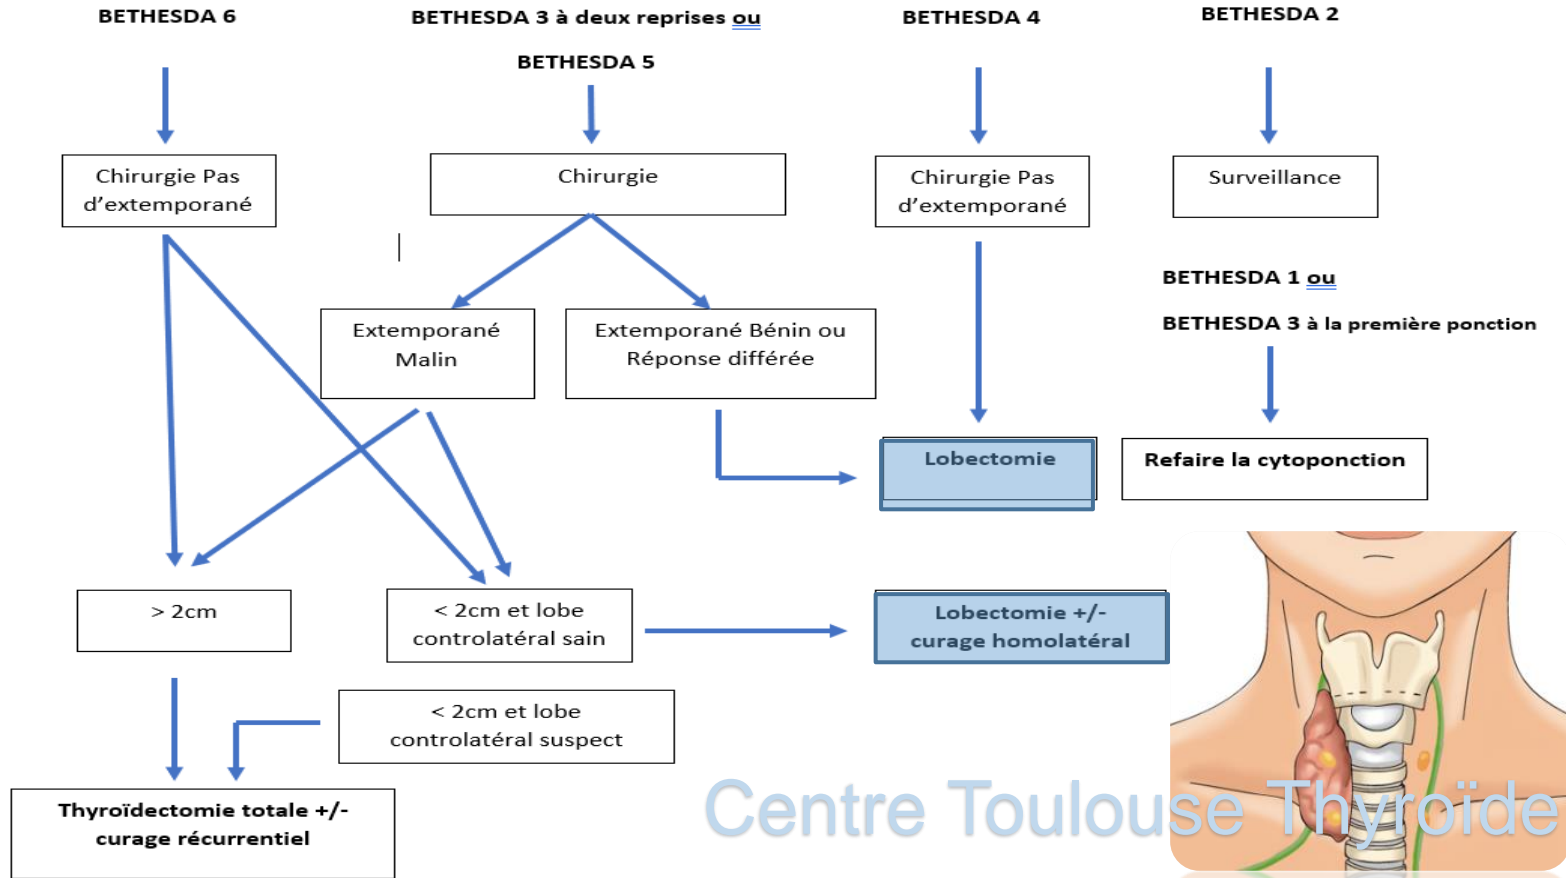 BETHESDA 6
BETHESDA 3 à deux reprises ou
BETHESDA 5
BETHESDA 4
BETHESDA 2
Chirurgie Pas
d’extemporané
Chirurgie
Chirurgie Pas
d’extemporané
Surveillance
BETHESDA 1 ou
BETHESDA 3 à la première ponction
Extemporané
Malin
Extemporané Bénin ou
Réponse différée
Lobectomie
Refaire la cytoponction
> 2cm
< 2cm et lobe
controlatéral sain
Lobectomie +/-
curage homolatéral
< 2cm et lobe
controlatéral suspect
Thyroïdectomie totale +/-
curage récurrentiel
Centre Toulouse Thyroïde